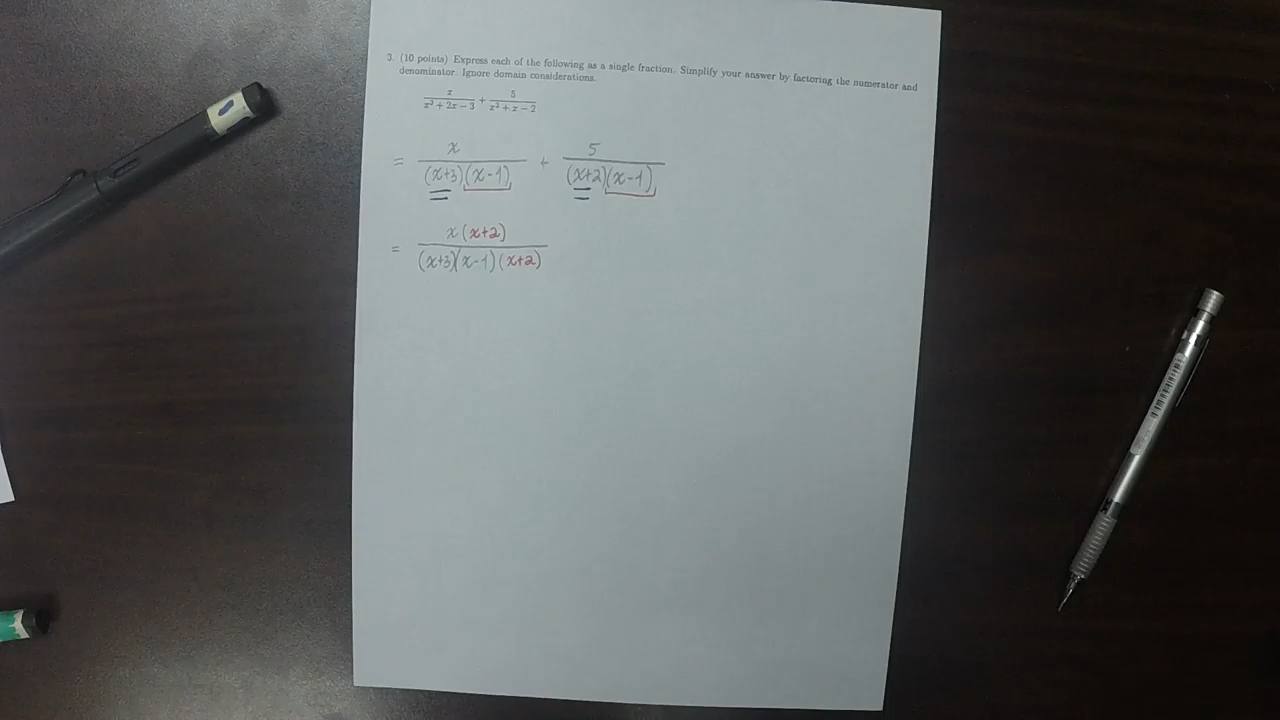 3. (10 points) Express each of the following as a single fraction. Simplify your answer by factoring the numerator and
denominator. Ignore domain considerations.
x/(x² + 2x − 3) + 5/(x² + x − 2)
= x/((x+3)(x-1)) + 5/((x+2)(x-1))
= x(x+2)/((x+3)(x-1)(x+2))